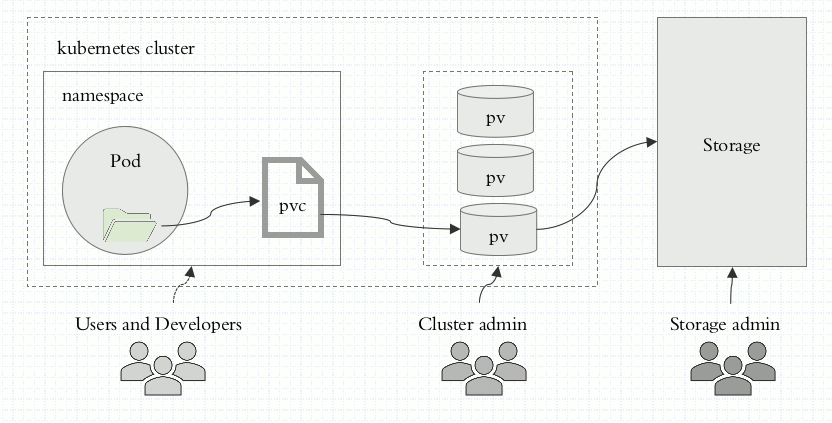 kubernetes cluster
namespace
Pod
pvc
pv
pv
pv
Storage
Users and Developers
Cluster admin
Storage admin